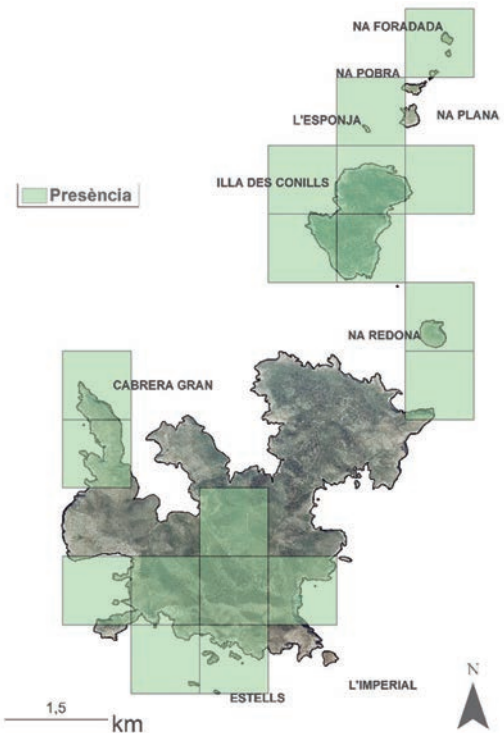 NA FORADADA
NA POBRA
NA PLANA
L'ESPONJA
ILLA DES CONILLS
Presència
NA REDONA
CABRERA GRAN
L'IMPERIAL
ESTELLS
N
1,5
km